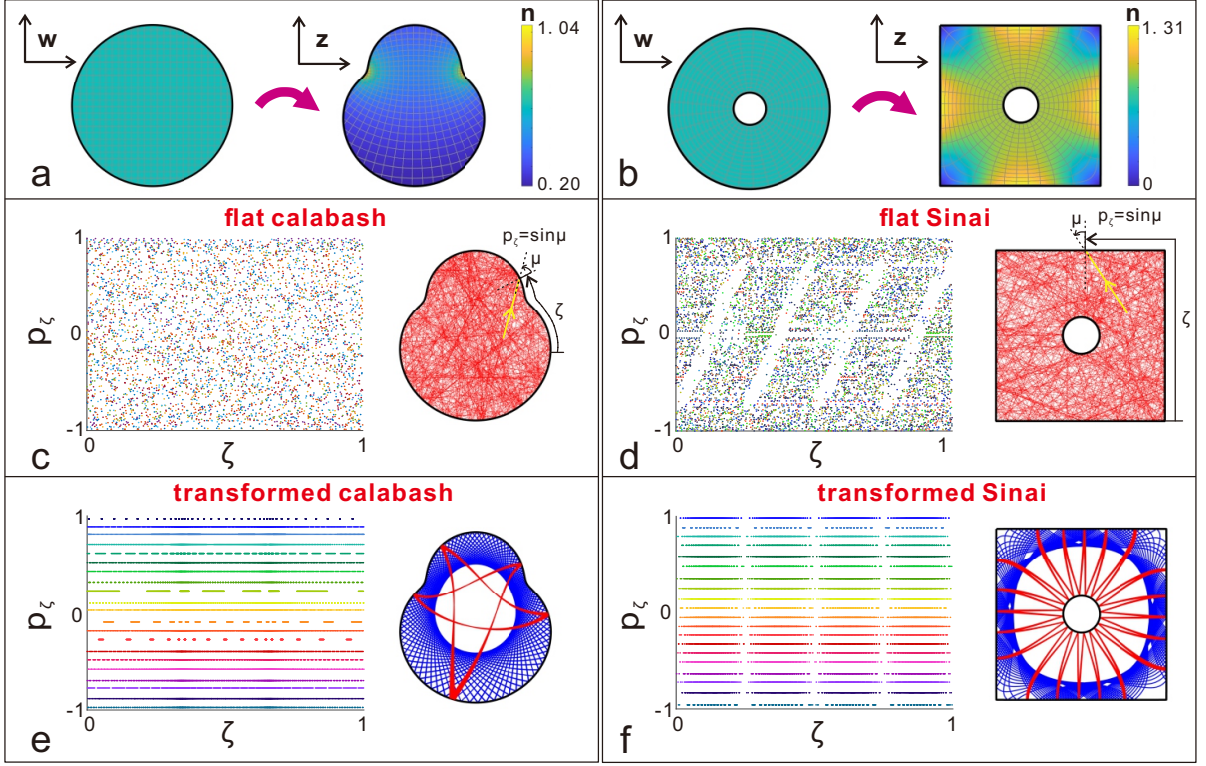 w
z
n
1. 04
0. 20
a
w
z
n
1. 31
0
b
flat calabash
1
0
-1
pζ
0
ζ
1
pζ=sinμ
μ
ζ
c
flat Sinai
1
0
-1
pζ
0
ζ
1
μ
pζ=sinμ
ζ
d
transformed calabash
1
0
-1
pζ
0
ζ
1
e
transformed Sinai
1
0
-1
pζ
0
ζ
1
f